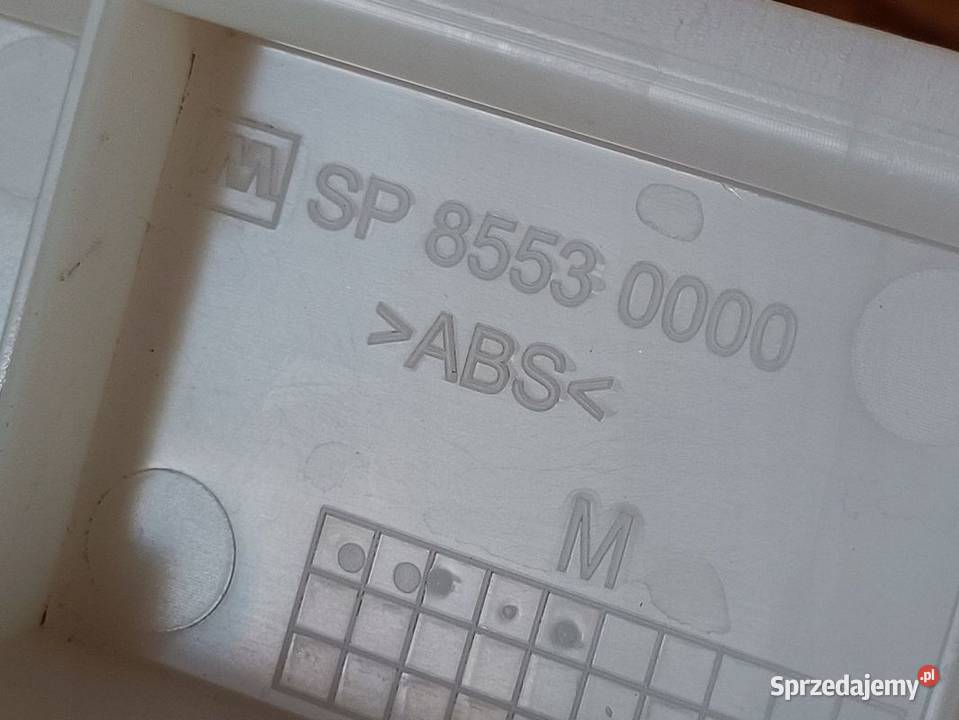 M SP 8553 0000
>ABS<
M
Sprzedajemy.pl